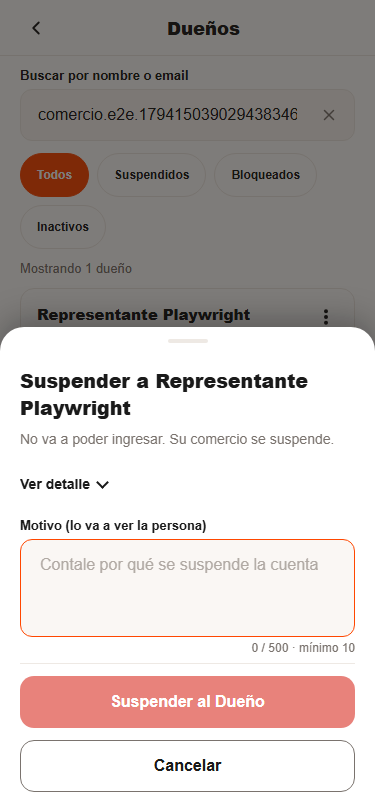 Dueños
Buscar por nombre o email
comercio.e2e.179415039029438346
Todos
Suspendidos
Bloqueados
Inactivos
Mostrando 1 dueño
Representante Playwright
Suspender a Representante
Playwright
No va a poder ingresar. Su comercio se suspende.
Ver detalle
Motivo (lo va a ver la persona)
Contale por qué se suspende la cuenta
0 / 500 · mínimo 10
Suspender al Dueño
Cancelar